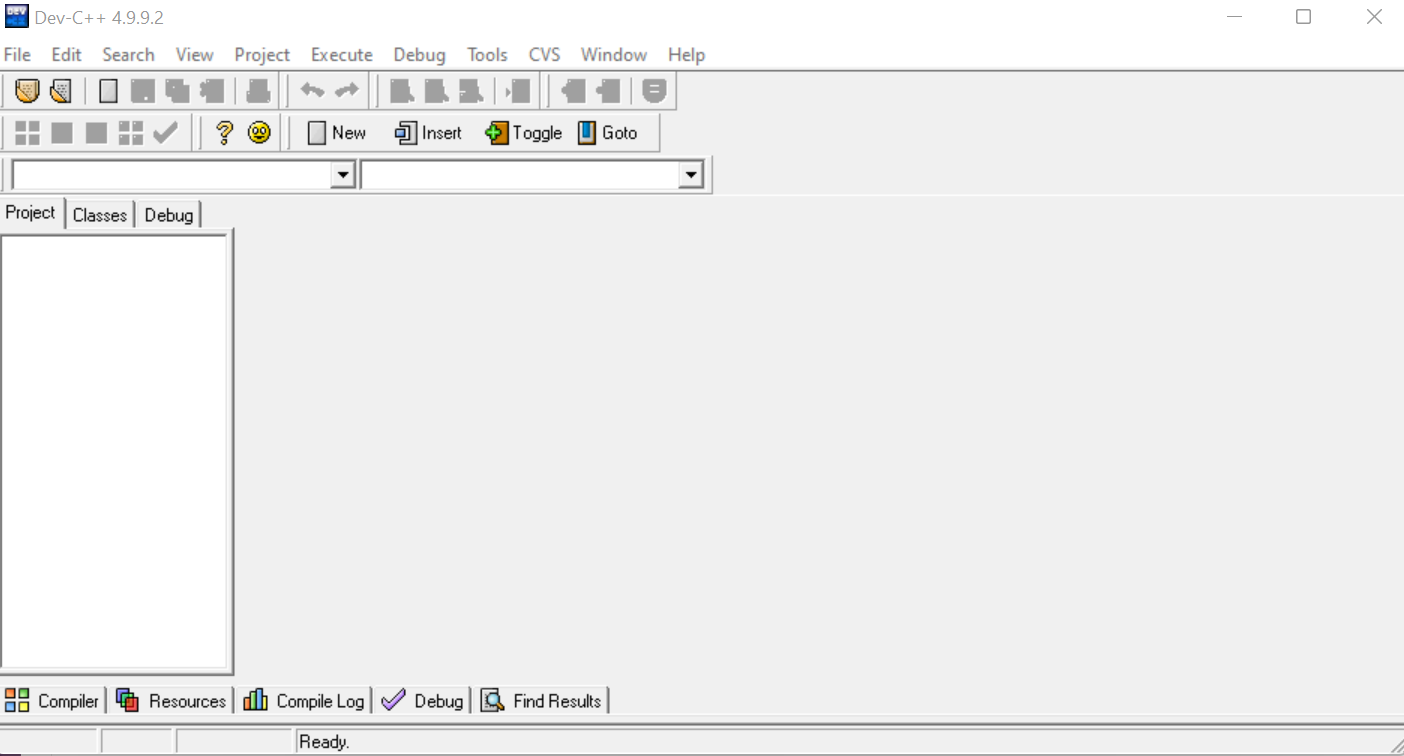 Dev-C++ 4.9.9.2
File Edit Search View Project Execute Debug Tools CVS Window Help
New Insert Toggle Goto
Project Classes Debug
Compiler Resources Compile Log Debug Find Results
Ready.